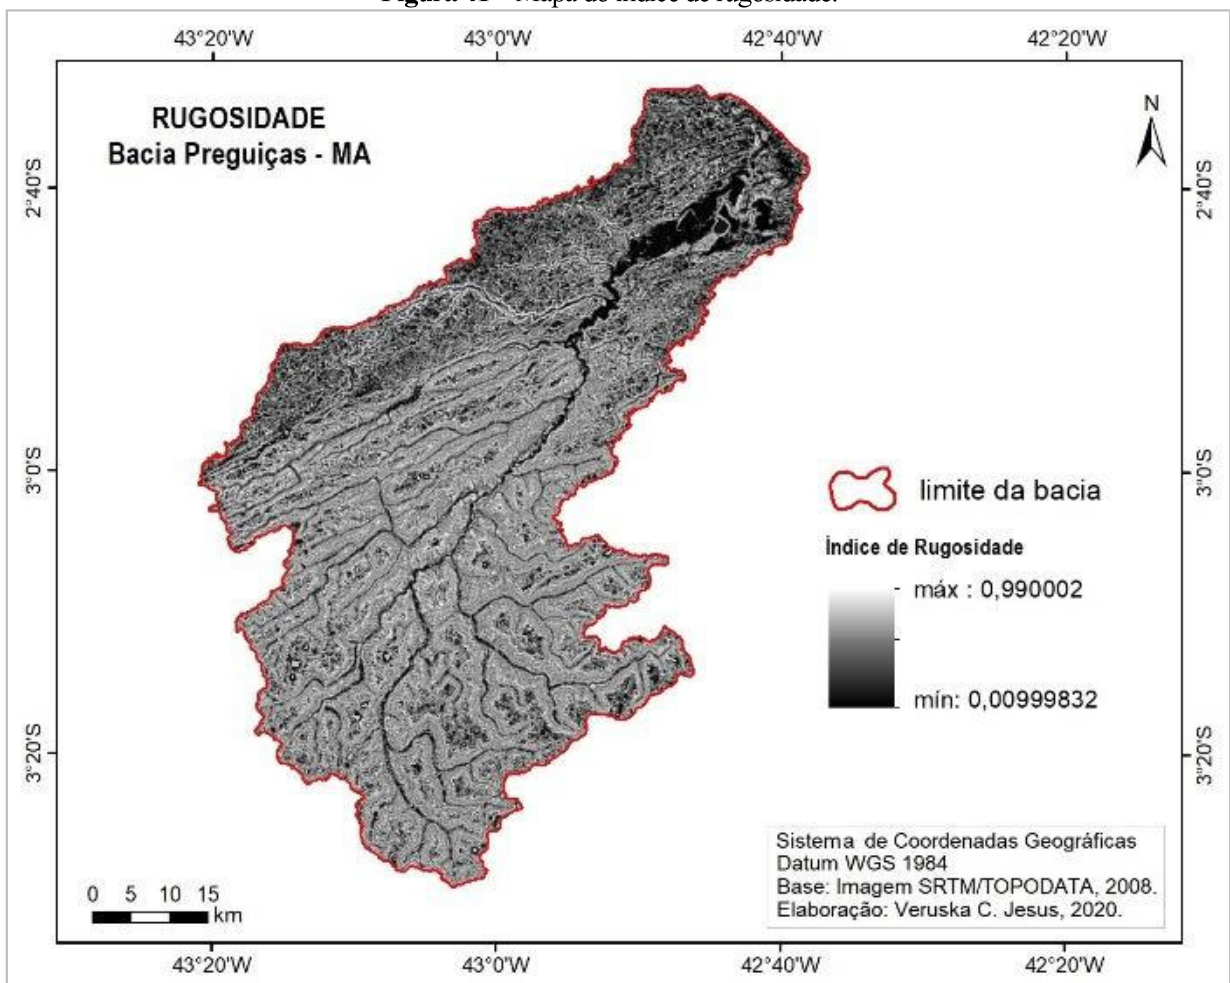 43°20'W 43°0'W 42°40'W 42°20'W
RUGOSIDADE
Bacia Preguiças - MA
N
2°40'S 2°40'S
3°0'S 3°0'S
limite da bacia
Índice de Rugosidade
máx : 0,990002
mín: 0,00999832
3°20'S 3°20'S
Sistema de Coordenadas Geográficas
Datum WGS 1984
Base: Imagem SRTM/TOPODATA, 2008.
Elaboração: Veruska C. Jesus, 2020.
0 5 10 15
km
43°20'W 43°0'W 42°40'W 42°20'W